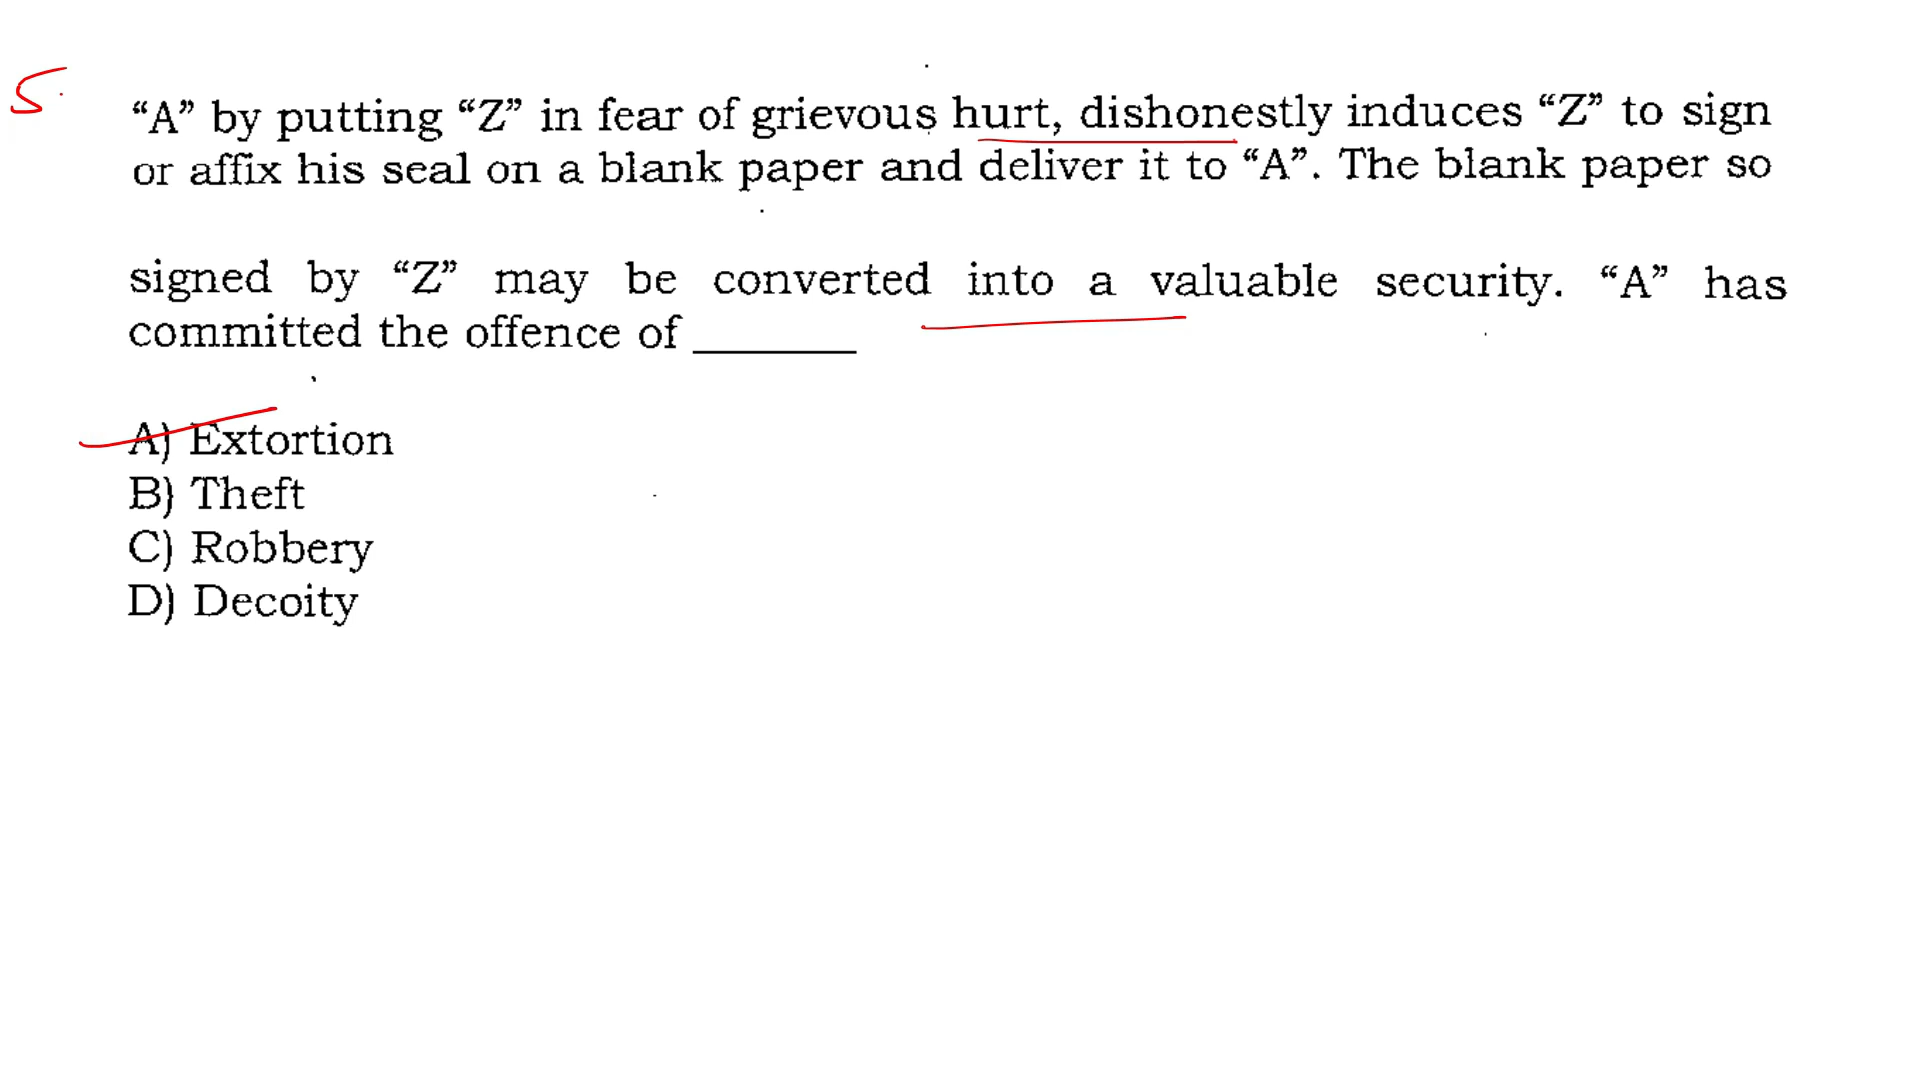 5.
“A” by putting “Z” in fear of grievous hurt, dishonestly induces “Z” to sign
or affix his seal on a blank paper and deliver it to “A”. The blank paper so
signed by “Z” may be converted into a valuable security. “A” has
committed the offence of _______
A) Extortion
B) Theft
C) Robbery
D) Decoity